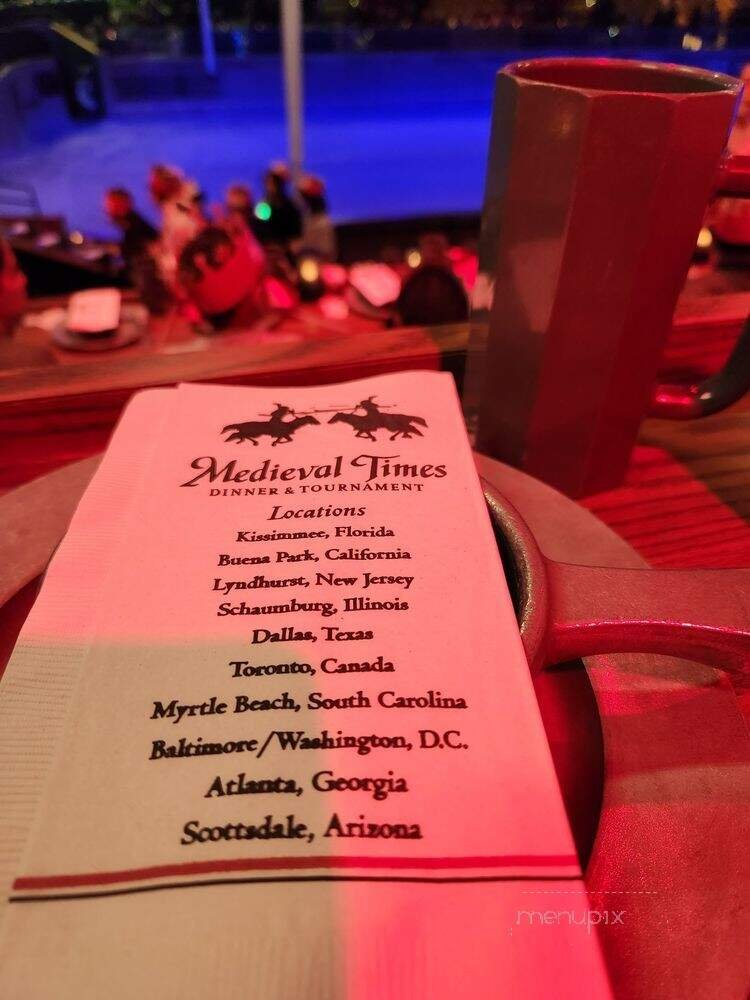 Medieval Times
DINNER & TOURNAMENT
Locations
Kissimmee, Florida
Buena Park, California
Lyndhurst, New Jersey
Schaumburg, Illinois
Dallas, Texas
Toronto, Canada
Myrtle Beach, South Carolina
Baltimore/Washington, D.C.
Atlanta, Georgia
Scottsdale, Arizona
menupix